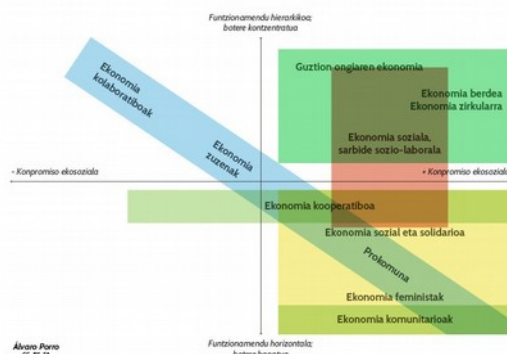 Funtzionamendu hierarkikoa;
botere kontzentratua
Ekonomia
kolaboratiboak
Guztion ongiaren ekonomia
Ekonomia berdea
Ekonomia zirkularra
Ekonomia
zuzenak
Ekonomia soziala,
sarbide sozio-laborala
- Konpromiso ekosoziala
+ Konpromiso ekosozial
Ekonomia kooperatiboa
Ekonomia sozial eta solidarioa
Prokomuna
Ekonomia feministak
Ekonomia komunitarioak
Álvaro Porro
Funtzionamendu horizontala;